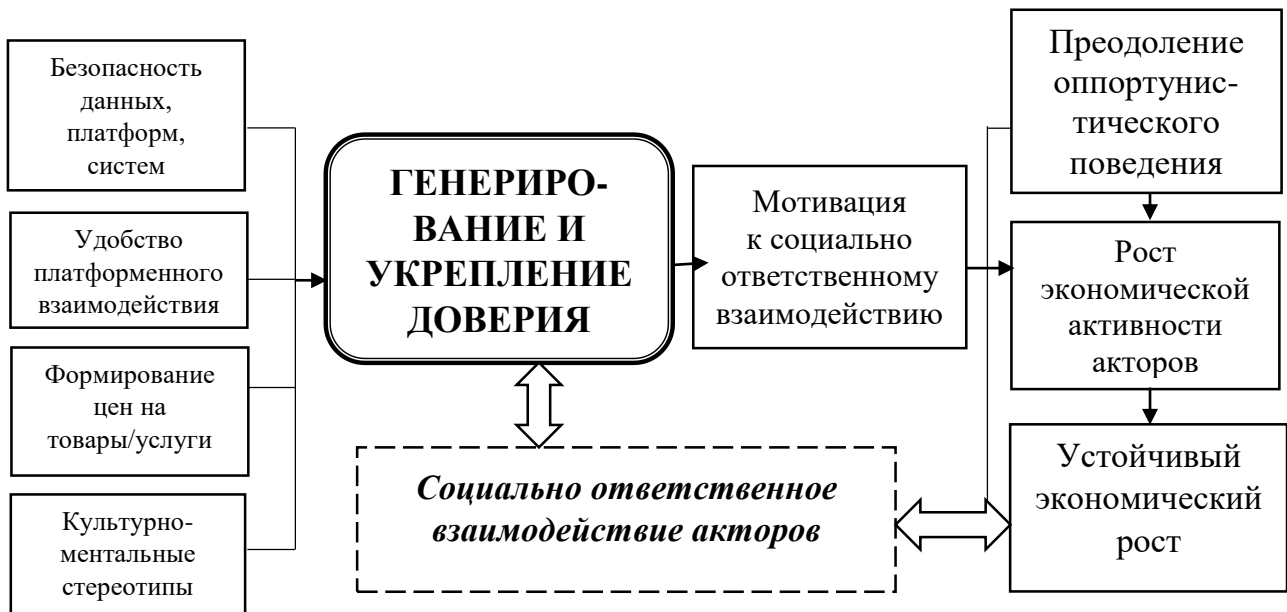 Безопасность
данных,
платформ,
систем
Удобство
платформенного
взаимодействия
Формирование
цен на
товары/услуги
Культурно-
ментальные
стереотипы
ГЕНЕРИРО-
ВАНИЕ И
УКРЕПЛЕНИЕ
ДОВЕРИЯ
Социально ответственное
взаимодействие акторов
Мотивация
к социально
ответственному
взаимодействию
Преодоление
оппортунис-
тического
поведения
Рост
экономической
активности
акторов
Устойчивый
экономический
рост